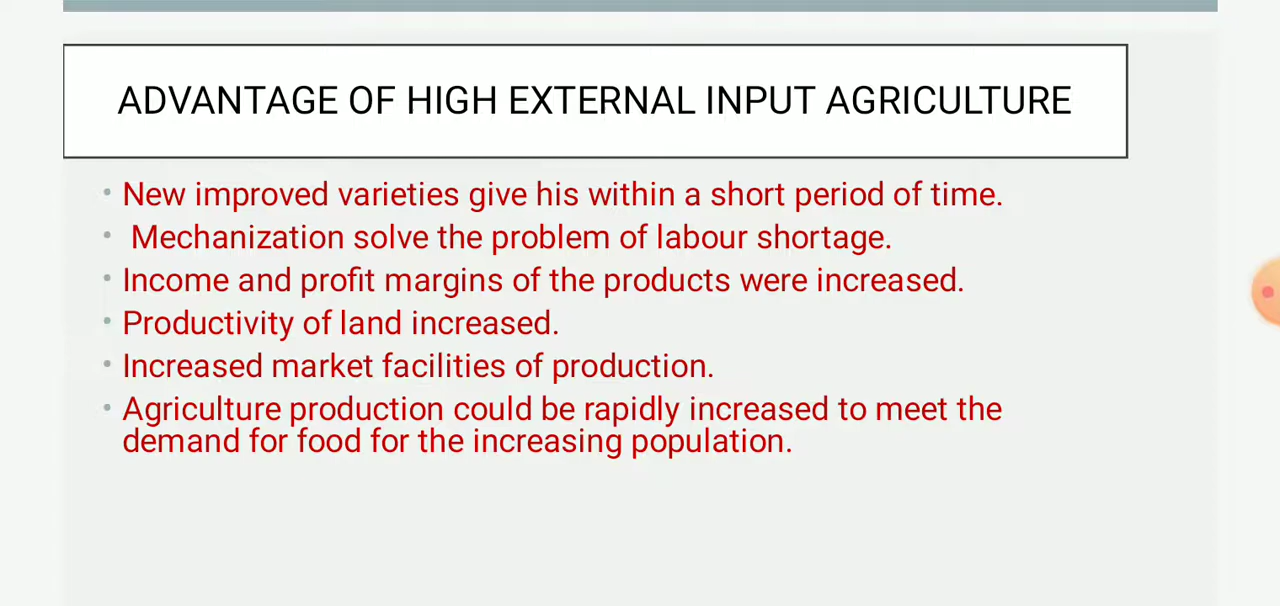 ADVANTAGE OF HIGH EXTERNAL INPUT AGRICULTURE
• New improved varieties give his within a short period of time.
• Mechanization solve the problem of labour shortage.
• Income and profit margins of the products were increased.
• Productivity of land increased.
• Increased market facilities of production.
• Agriculture production could be rapidly increased to meet the
demand for food for the increasing population.